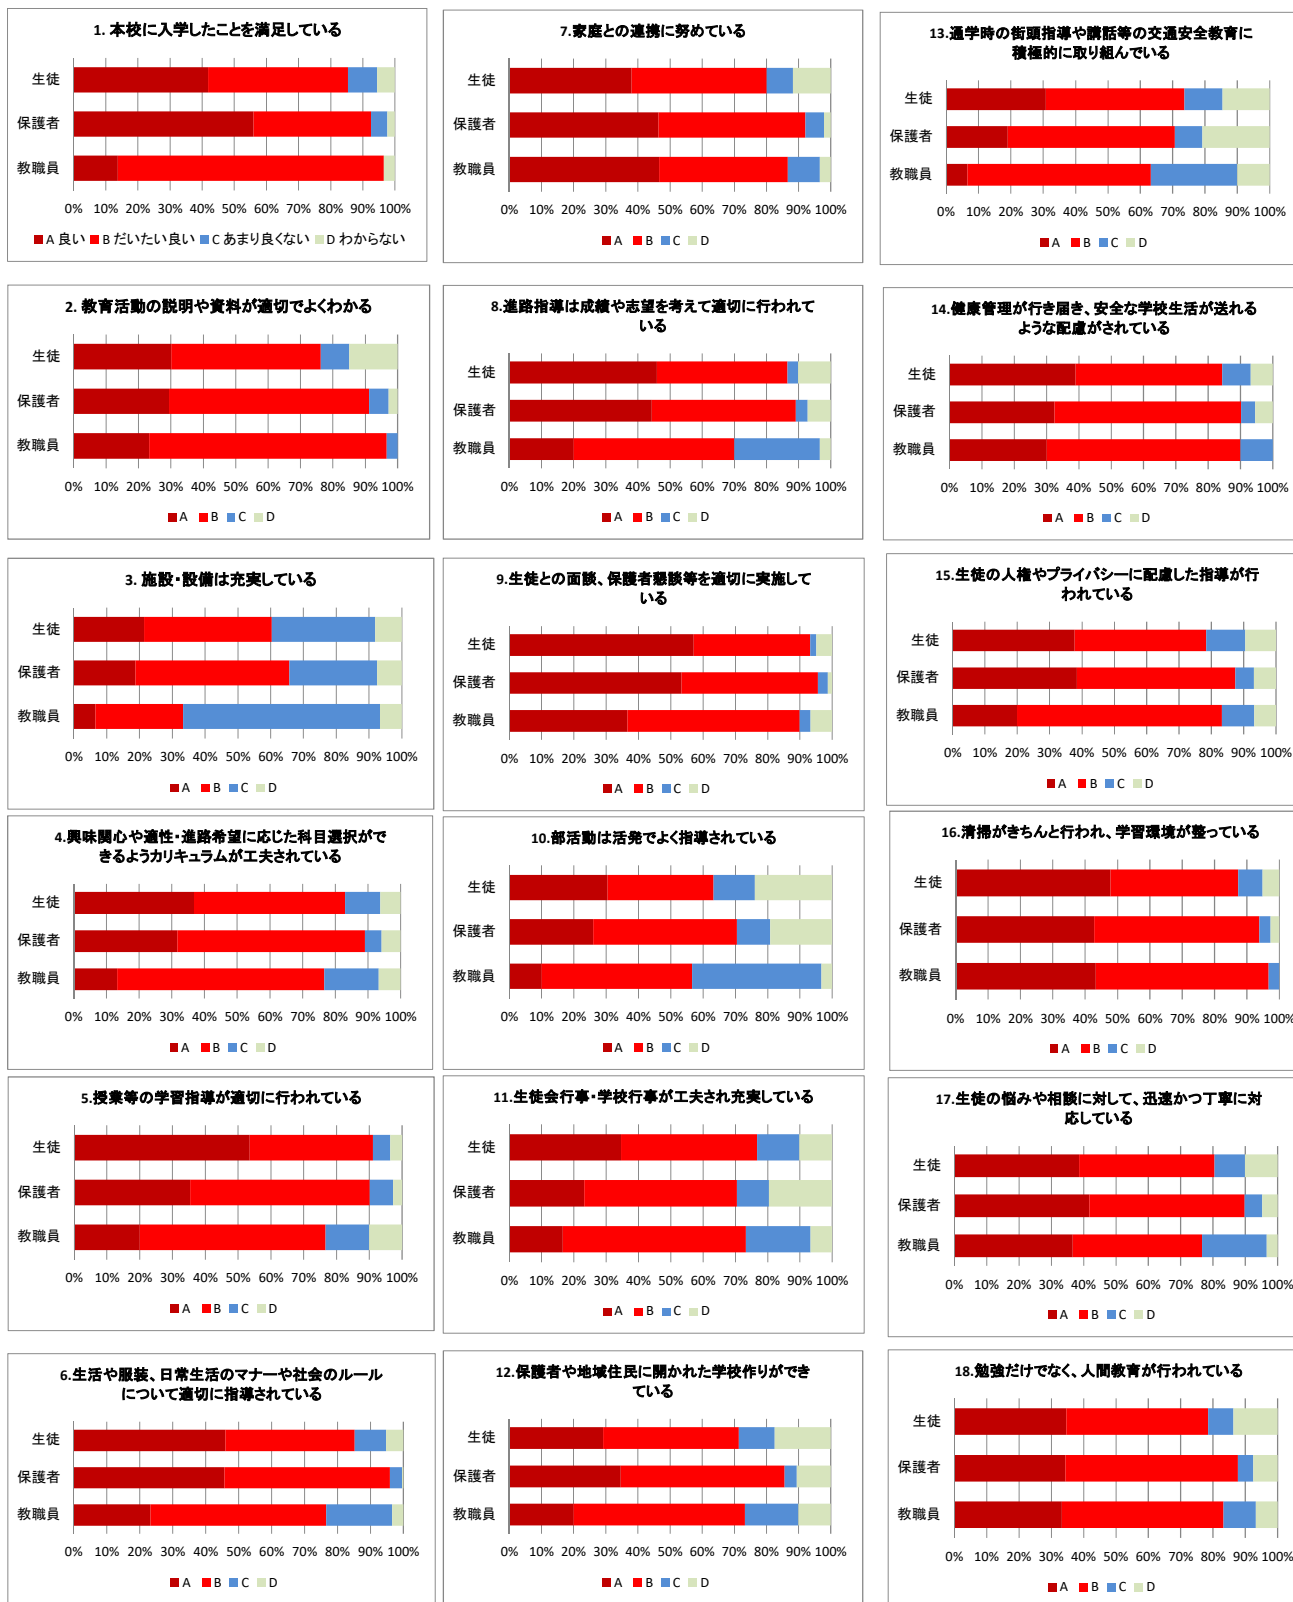 1. 本校に入学したことを満足している
生徒
保護者
教職員
0% 10% 20% 30% 40% 50% 60% 70% 80% 90% 100%
A 良い B だいたい良い C あまり良くない D わからない
2. 教育活動の説明や資料が適切でよくわかる
生徒
保護者
教職員
0% 10% 20% 30% 40% 50% 60% 70% 80% 90% 100%
A B C D
3. 施設・設備は充実している
生徒
保護者
教職員
0% 10% 20% 30% 40% 50% 60% 70% 80% 90% 100%
A B C D
4.興味関心や適性・進路希望に応じた科目選択がで
きるようカリキュラムが工夫されている
生徒
保護者
教職員
0% 10% 20% 30% 40% 50% 60% 70% 80% 90% 100%
A B C D
5.授業等の学習指導が適切に行われている
生徒
保護者
教職員
0% 10% 20% 30% 40% 50% 60% 70% 80% 90% 100%
A B C D
6.生活や服装、日常生活のマナーや社会のルール
について適切に指導されている
生徒
保護者
教職員
0% 10% 20% 30% 40% 50% 60% 70% 80% 90% 100%
A B C D
7.家庭との連携に努めている
生徒
保護者
教職員
0% 10% 20% 30% 40% 50% 60% 70% 80% 90% 100%
A B C D
8.進路指導は成績や志望を考えて適切に行われて
いる
生徒
保護者
教職員
0% 10% 20% 30% 40% 50% 60% 70% 80% 90% 100%
A B C D
9.生徒との面談、保護者懇談等を適切に実施して
いる
生徒
保護者
教職員
0% 10% 20% 30% 40% 50% 60% 70% 80% 90% 100%
A B C D
10.部活動は活発でよく指導されている
生徒
保護者
教職員
0% 10% 20% 30% 40% 50% 60% 70% 80% 90% 100%
A B C D
11.生徒会行事・学校行事が工夫され充実している
生徒
保護者
教職員
0% 10% 20% 30% 40% 50% 60% 70% 80% 90% 100%
A B C D
12.保護者や地域住民に開かれた学校作りができ
ている
生徒
保護者
教職員
0% 10% 20% 30% 40% 50% 60% 70% 80% 90% 100%
A B C D
13.通学時の街頭指導や講話等の交通安全教育に
積極的に取り組んでいる
生徒
保護者
教職員
0% 10% 20% 30% 40% 50% 60% 70% 80% 90% 100%
A B C D
14.健康管理が行き届き、安全な学校生活が送れる
ような配慮がされている
生徒
保護者
教職員
0% 10% 20% 30% 40% 50% 60% 70% 80% 90% 100%
A B C D
15.生徒の人権やプライバシーに配慮した指導が行
われている
生徒
保護者
教職員
0% 10% 20% 30% 40% 50% 60% 70% 80% 90% 100%
A B C D
16.清掃がきちんと行われ、学習環境が整っている
生徒
保護者
教職員
0% 10% 20% 30% 40% 50% 60% 70% 80% 90% 100%
A B C D
17.生徒の悩みや相談に対して、迅速かつ丁寧に対
応している
生徒
保護者
教職員
0% 10% 20% 30% 40% 50% 60% 70% 80% 90% 100%
A B C D
18.勉強だけでなく、人間教育が行われている
生徒
保護者
教職員
0% 10% 20% 30% 40% 50% 60% 70% 80% 90% 100%
A B C D